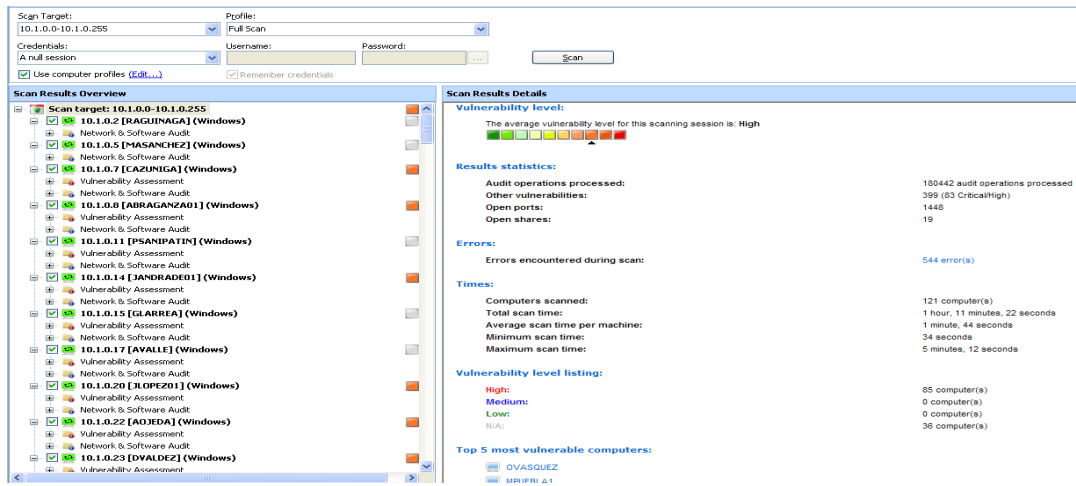 Scan Target:
Profile:
10.1.0.0-10.1.0.255
Full Scan
Credentials:
Username:
Password:
A null session
...
Scan
Use computer profiles (Edit...)
Remember credentials
Scan Results Overview
Scan target: 10.1.0.0-10.1.0.255
10.1.0.2 [RAGUINAGA] (Windows)
Network & Software Audit
10.1.0.5 [MASANCHEZ] (Windows)
Network & Software Audit
10.1.0.7 [CAZUNIGA] (Windows)
Vulnerability Assessment
Network & Software Audit
10.1.0.8 [ABRAGANZA01] (Windows)
Vulnerability Assessment
Network & Software Audit
10.1.0.11 [PSANIPATIN] (Windows)
Vulnerability Assessment
Network & Software Audit
10.1.0.14 [JANDRADE01] (Windows)
Vulnerability Assessment
Network & Software Audit
10.1.0.15 [GLARREA] (Windows)
Vulnerability Assessment
Network & Software Audit
10.1.0.17 [AVALLE] (Windows)
Vulnerability Assessment
Network & Software Audit
10.1.0.20 [JLOPEZ01] (Windows)
Vulnerability Assessment
Network & Software Audit
10.1.0.22 [AOJEDA] (Windows)
Vulnerability Assessment
Network & Software Audit
10.1.0.23 [DVALDEZ] (Windows)
Vulnerability Assessment
Scan Results Details
Vulnerability level:
The average vulnerability level for this scanning session is: High
Results statistics:
Audit operations processed: 180442 audit operations processed
Other vulnerabilities: 399 (83 Critical/High)
Open ports: 1448
Open shares: 19
Errors:
Errors encountered during scan: 544 error(s)
Times:
Computers scanned: 121 computer(s)
Total scan time: 1 hour, 11 minutes, 22 seconds
Average scan time per machine: 1 minute, 44 seconds
Minimum scan time: 34 seconds
Maximum scan time: 5 minutes, 12 seconds
Vulnerability level listing:
High: 85 computer(s)
Medium: 0 computer(s)
Low: 0 computer(s)
N/A: 36 computer(s)
Top 5 most vulnerable computers:
OVASQUEZ
MPUEBLA1